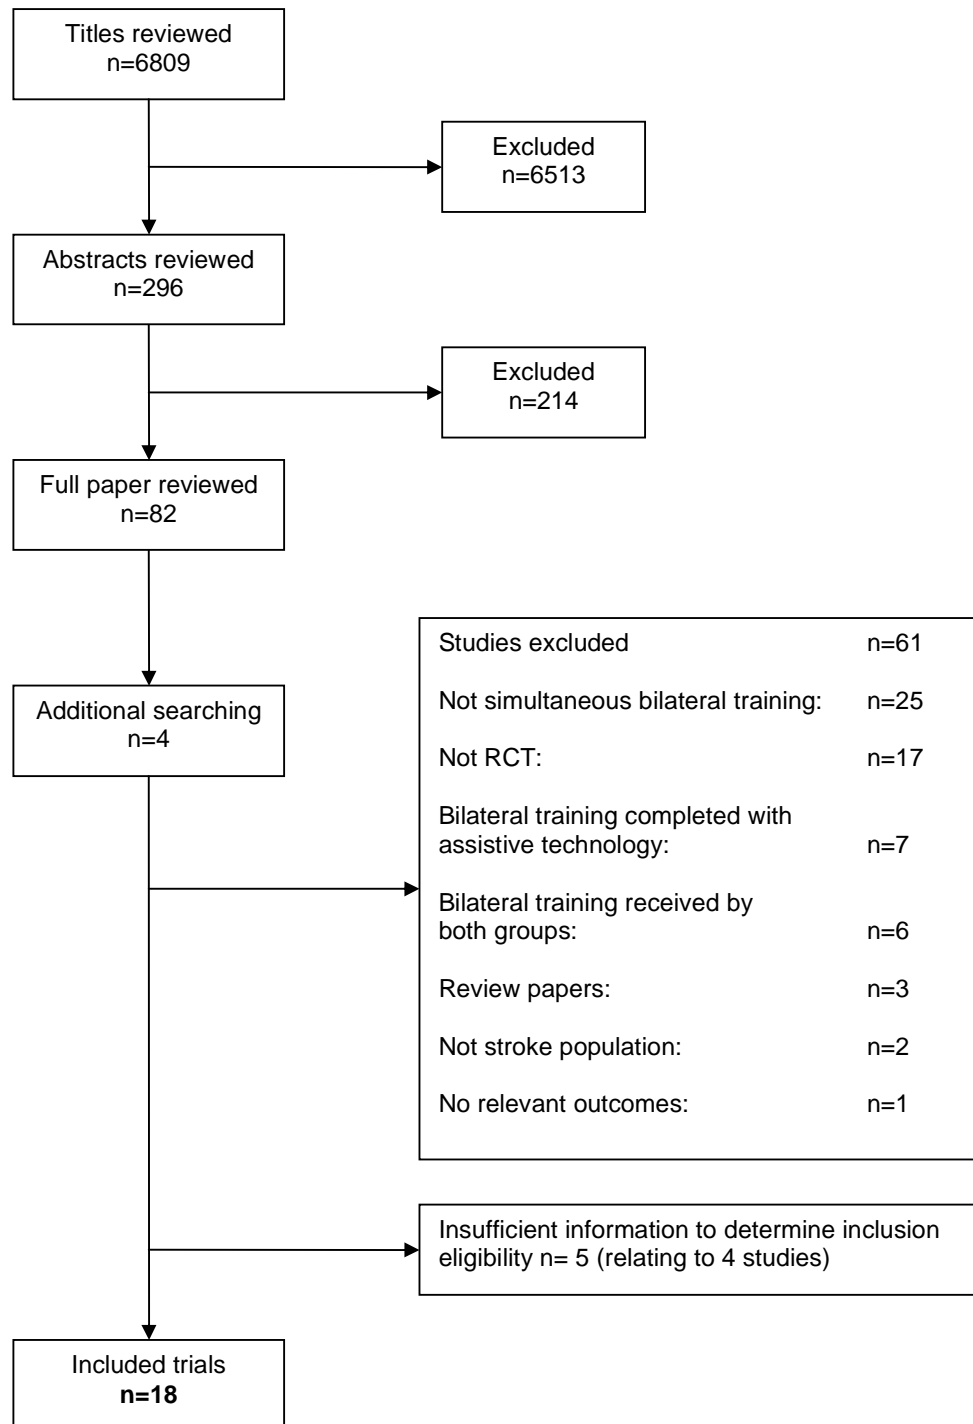 Titles reviewed
n=6809
Excluded
n=6513
Abstracts reviewed
n=296
Excluded
n=214
Full paper reviewed
n=82
Additional searching
n=4
Studies excluded n=61
Not simultaneous bilateral training: n=25
Not RCT: n=17
Bilateral training completed with
assistive technology: n=7
Bilateral training received by
both groups: n=6
Review papers: n=3
Not stroke population: n=2
No relevant outcomes: n=1
Insufficient information to determine inclusion
eligibility n= 5 (relating to 4 studies)
Included trials
n=18